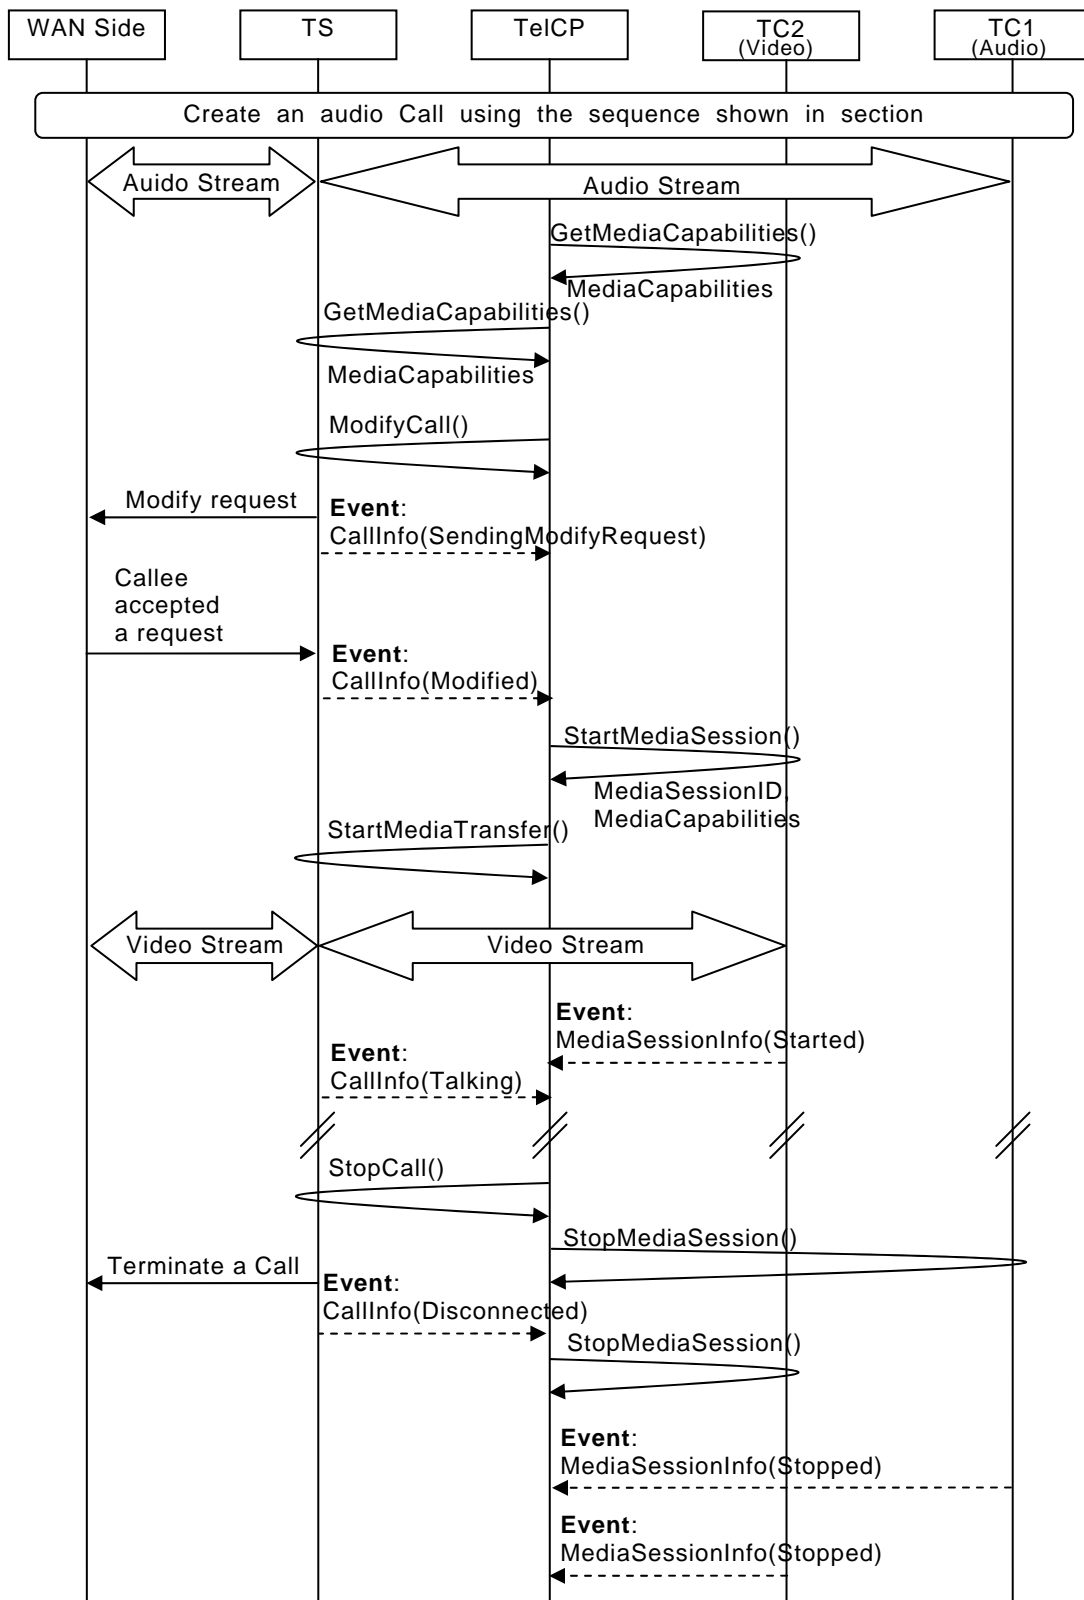 WAN Side
TS
TelCP
TC2
(Video)
TC1
(Audio)
Create an audio Call using the sequence shown in section
Auido Stream
Audio Stream
GetMediaCapabilities()
MediaCapabilities
GetMediaCapabilities()
MediaCapabilities
ModifyCall()
Modify request
Event:
CallInfo(SendingModifyRequest)
Callee
accepted
a request
Event:
CallInfo(Modified)
StartMediaSession()
MediaSessionID,
MediaCapabilities
StartMediaTransfer()
Video Stream
Video Stream
Event:
MediaSessionInfo(Started)
Event:
CallInfo(Talking)
StopCall()
StopMediaSession()
Terminate a Call
Event:
CallInfo(Disconnected)
StopMediaSession()
Event:
MediaSessionInfo(Stopped)
Event:
MediaSessionInfo(Stopped)